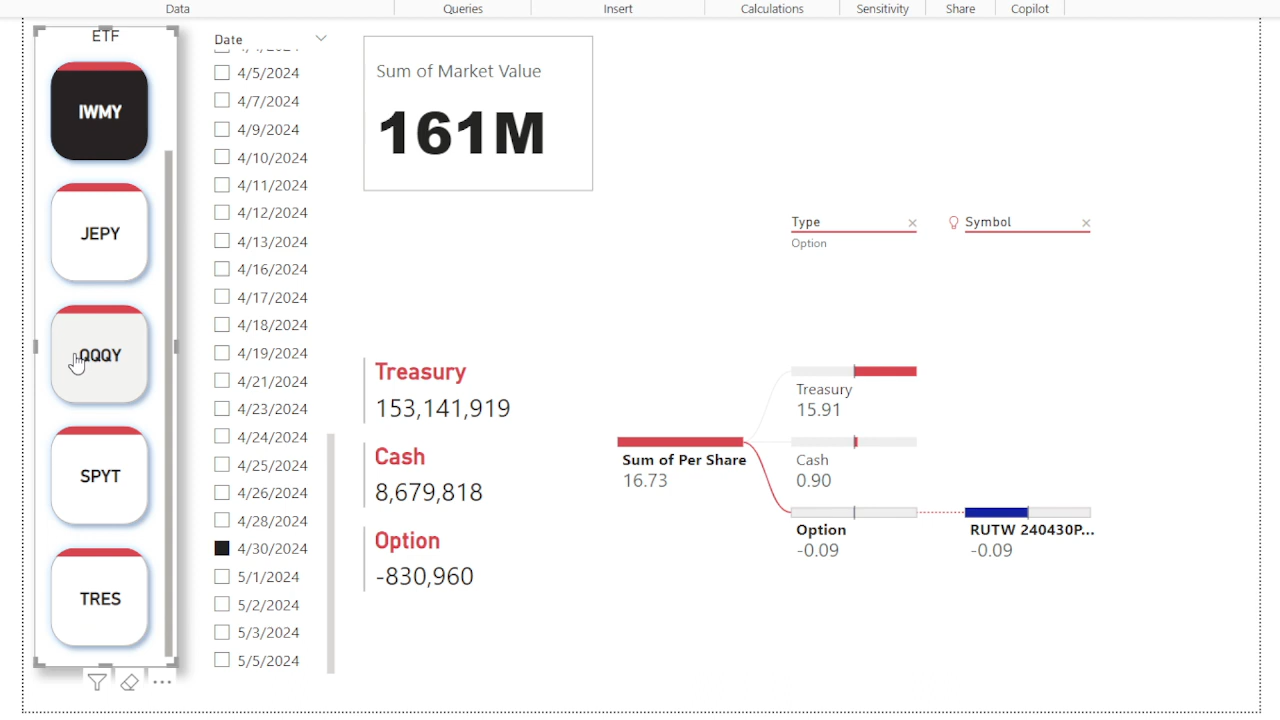 Data
Queries
Insert
Calculations
Sensitivity
Share
Copilot
ETF
IWMY
JEPY
QQQY
SPYT
TRES
Date
4/5/2024
4/7/2024
4/9/2024
4/10/2024
4/11/2024
4/12/2024
4/13/2024
4/16/2024
4/17/2024
4/18/2024
4/19/2024
4/21/2024
4/23/2024
4/24/2024
4/25/2024
4/26/2024
4/28/2024
4/30/2024
5/1/2024
5/2/2024
5/3/2024
5/5/2024
Sum of Market Value
161M
Treasury
153,141,919
Cash
8,679,818
Option
-830,960
Type
Option
Symbol
Sum of Per Share
16.73
Treasury
15.91
Cash
0.90
Option
-0.09
RUTW 240430P...
-0.09